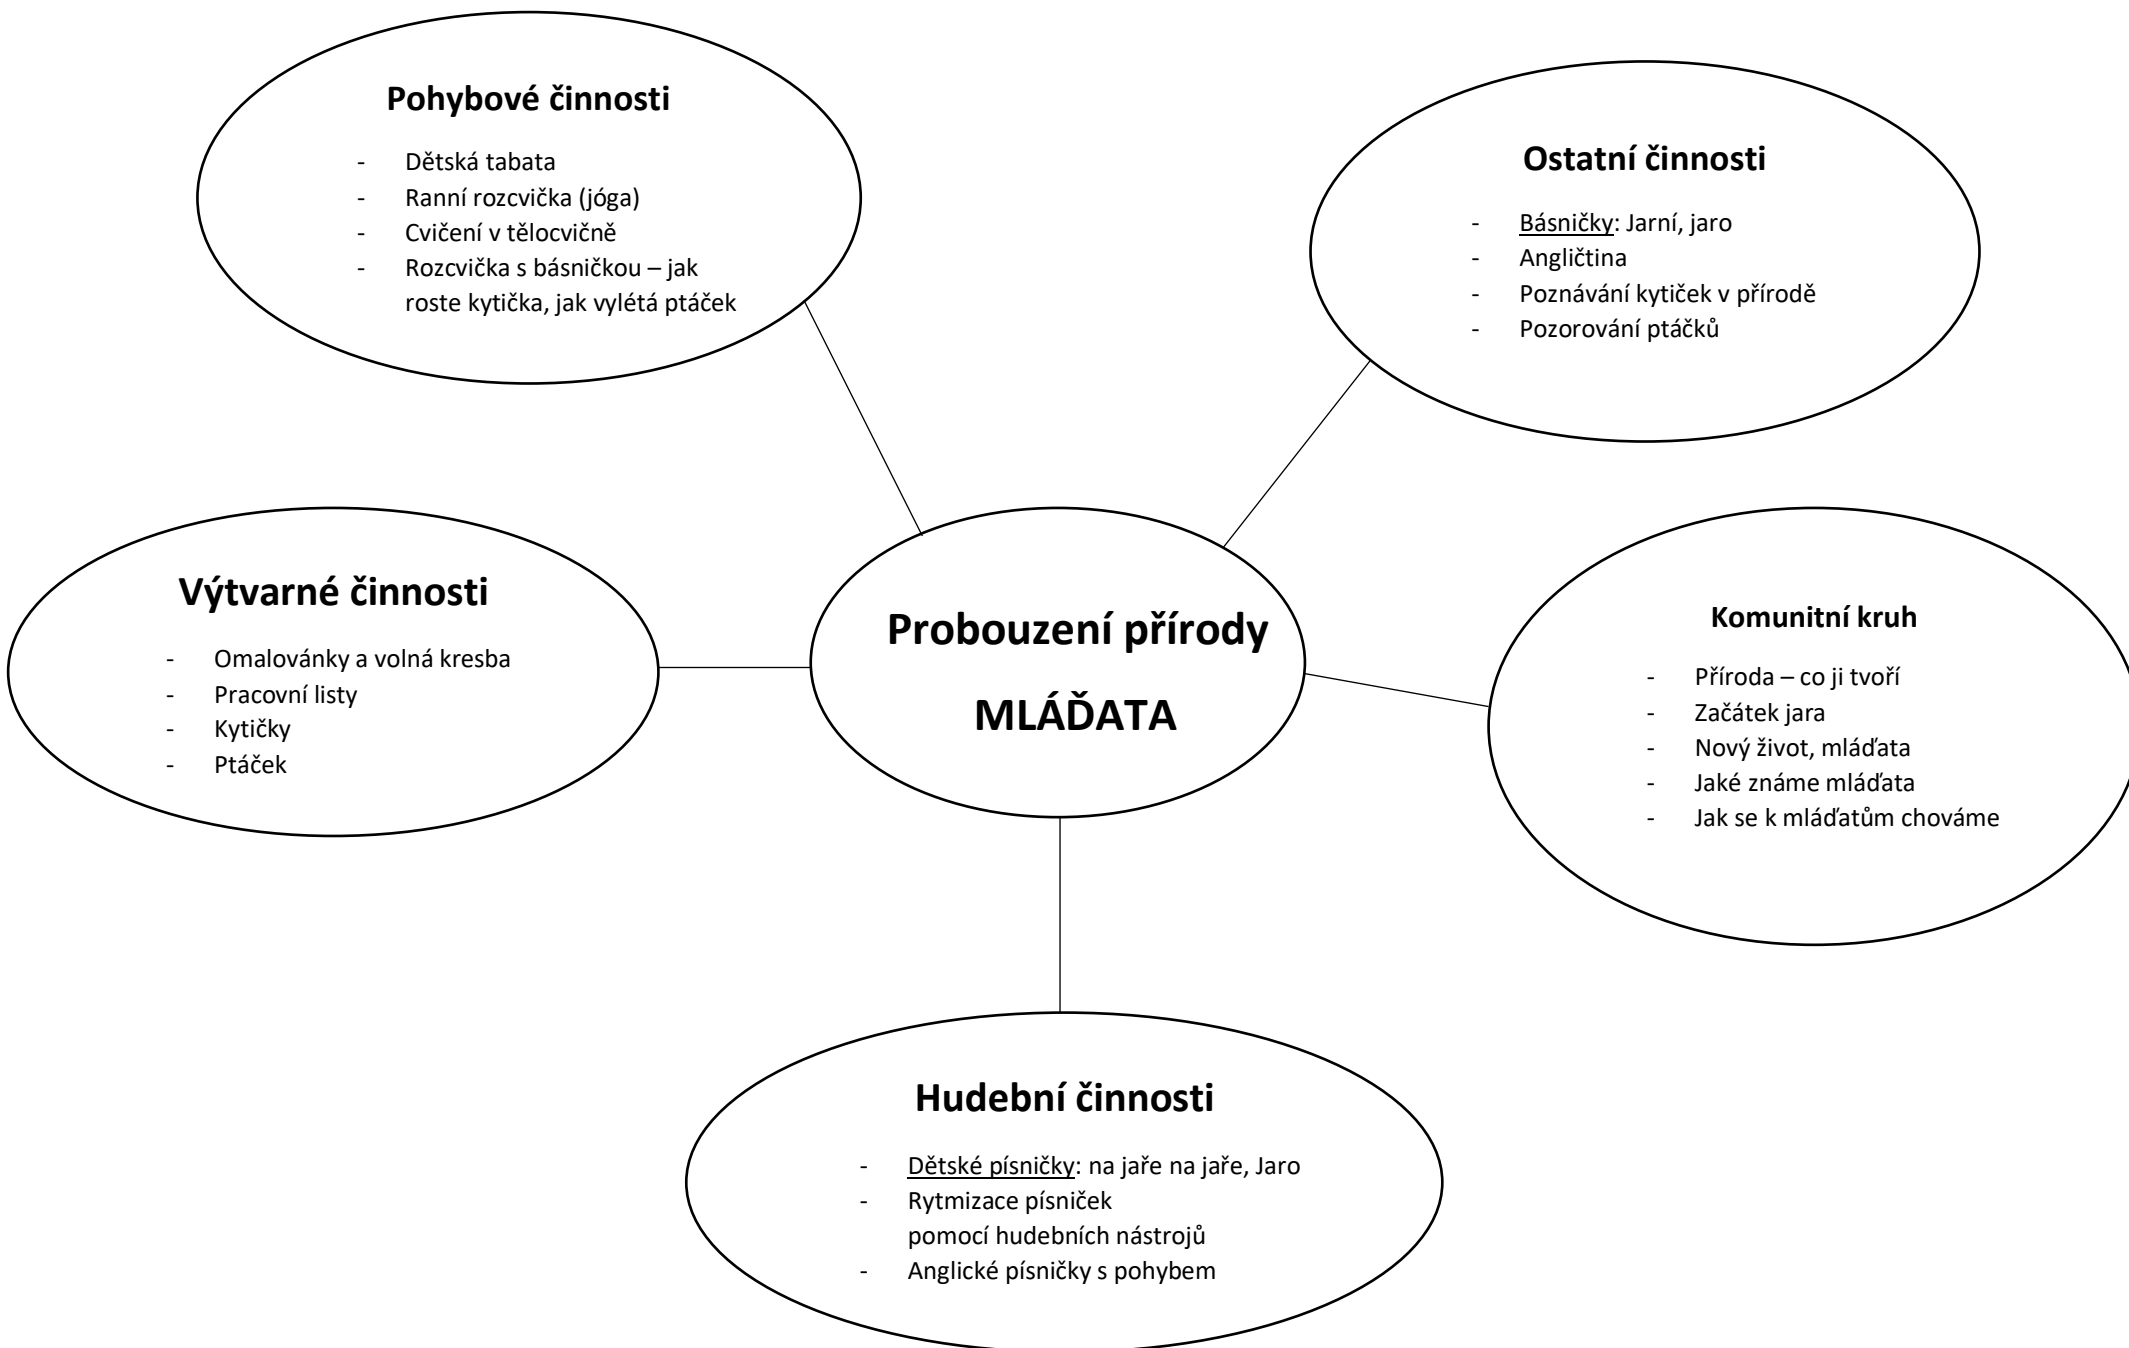 Pohybové činnosti
- Dětská tabata
- Ranní rozcvička (jóga)
- Cvičení v tělocvičně
- Rozcvička s básničkou – jak
roste kytička, jak vylétá ptáček
Ostatní činnosti
- Básničky: Jarní, jaro
- Angličtina
- Poznávání kytiček v přírodě
- Pozorování ptáčků
Výtvarné činnosti
- Omalovánky a volná kresba
- Pracovní listy
- Kytičky
- Ptáček
Probouzení přírody
MLÁĎATA
Komunitní kruh
- Příroda – co ji tvoří
- Začátek jara
- Nový život, mláďata
- Jaké známe mláďata
- Jak se k mláďatům chováme
Hudební činnosti
- Dětské písničky: na jaře na jaře, Jaro
- Rytmizace písniček
pomocí hudebních nástrojů
- Anglické písničky s pohybem